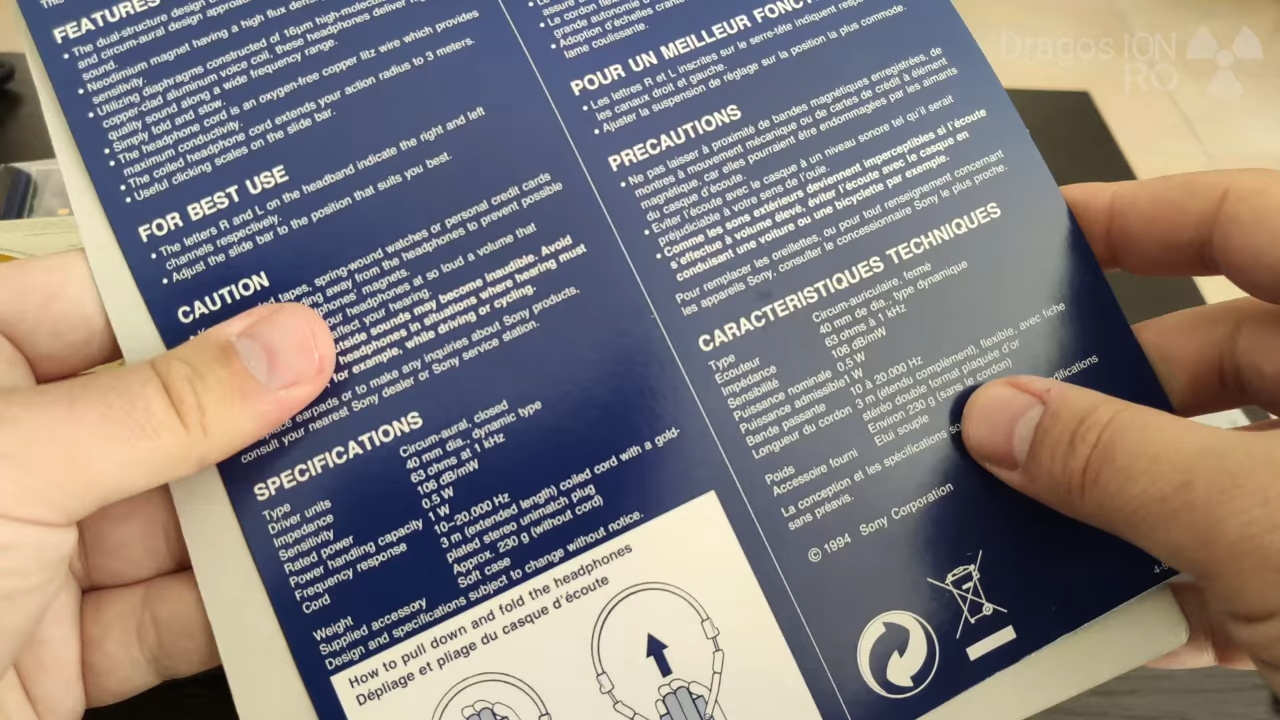 This
FEATURES
• The dual-structure design
and circum-aural design approac
sound.
• Neodimium magnet having a high flux dens
sensitivity.
• Utilizing diaphragms constructed of 16µm high-molecu
copper-clad aluminum voice coil, these headphones deliver hig
quality sound along a wide frequency range.
• Simply fold and stow.
• The headphone cord is an oxygen-free copper litz wire which provides
maximum conductivity.
• The coiled headphone cord extends your action radius to 3 meters.
• Useful clicking scales on the slide bar.
FOR BEST USE
• The letters R and L on the headband indicate the right and left
channels respectively.
• Adjust the slide bar to the position that suits you best.
CAUTION
tapes, spring-wound watches or personal credit cards
away from the headphones to prevent possible
phones' magnets.
our headphones at so loud a volume that
affect your hearing.
utside sounds may become inaudible. Avoid
headphones in situations where hearing must
for example, while driving or cycling.
place earpads or to make any inquiries about Sony products,
consult your nearest Sony dealer or Sony service station.
SPECIFICATIONS
Type Circum-aural, closed
Driver units 40 mm dia., dynamic type
Impedance 63 ohms at 1 kHz
Sensitivity 106 dB/mW
Rated power 0.5 W
Power handling capacity 1 W
Frequency response 10–20.000 Hz
Cord 3 m (extended length) coiled cord with a gold-
plated stereo unimatch plug
Weight Approx. 230 g (without cord)
Supplied accessory Soft case
Design and specifications subject to change without notice.
How to pull down and fold the headphones
Dépliage et pliage du casque d'écoute
assure
• Le cordon flex
grande autonomie
• Adoption d'échelles cran
lame coulissante.
POUR UN MEILLEUR FONCT
• Les lettres R et L inscrites sur le serre-tête indiquent resp
les canaux droit et gauche.
• Ajuster la suspension de réglage sur la position la plus commode.
PRECAUTIONS
• Ne pas laisser à proximité de bandes magnétiques enregistrées, de
montres à mouvement mécanique ou de cartes de crédit à élément
magnétique, car elles pourraient être endommagées par les aimants
du casque d'écoute.
• Eviter l'écoute avec le casque à un niveau sonore tel qu'il serait
préjudiciable à votre sens de l'ouïe.
• Comme les sons extérieurs deviennent imperceptibles si l'écoute
s'effectue à volume élevé, éviter l'écoute avec le casque en
conduisant une voiture ou une bicyclette par exemple.
Pour remplacer les oreillettes, ou pour tout renseignement concernant
les appareils Sony, consulter le concessionnaire Sony le plus proche.
CARACTERISTIQUES TECHNIQUES
Type Circum-auriculaire, fermé
Ecouteur 40 mm de dia., type dynamique
Impédance 63 ohms à 1 kHz
Sensibilité 106 dB/mW
Puissance nominale 0.5 W
Puissance admissible 1 W
Bande passante 10 à 20.000 Hz
Longueur du cordon 3 m (étendu complément), flexible, avec fiche
stéréo double format plaquée d'or
Poids Environ 230 g (sans le cordon)
Accessoire fourni Etui souple
La conception et les spécifications so odifications
sans préavis.
© 1994 Sony Corporation
Dragos ION
RO